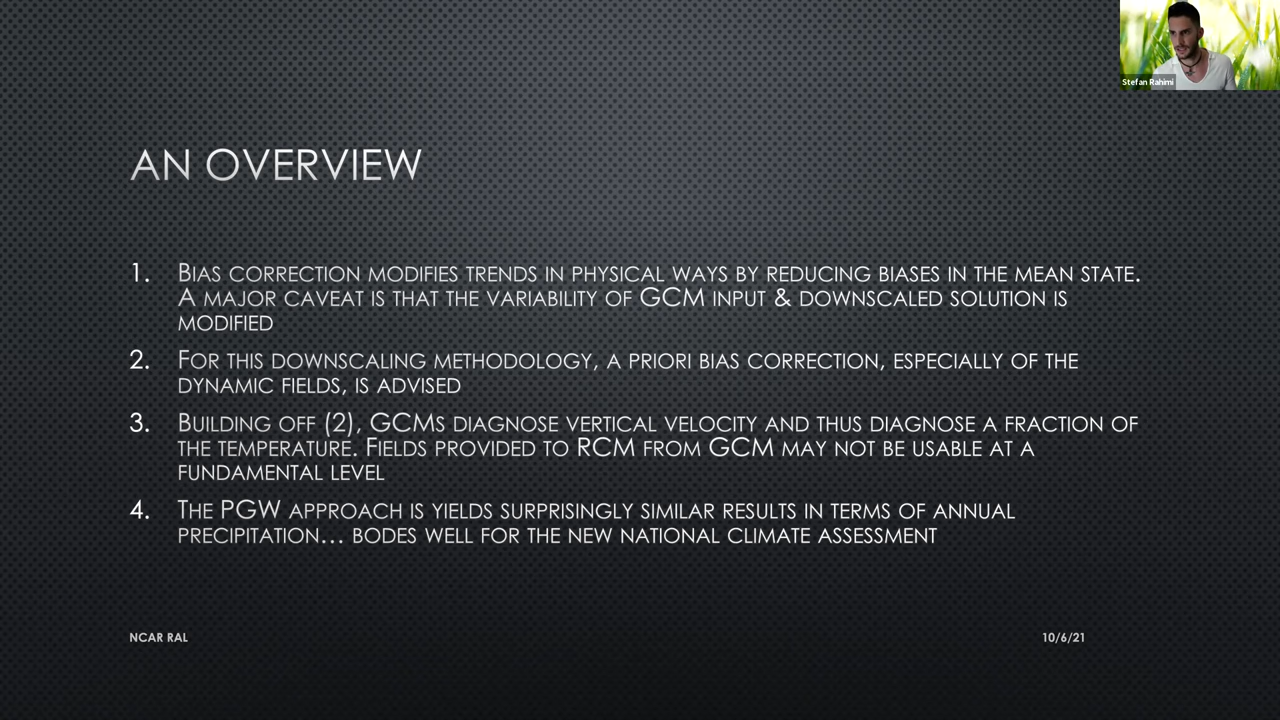 Stefan Rahimi
AN OVERVIEW
1. BIAS CORRECTION MODIFIES TRENDS IN PHYSICAL WAYS BY REDUCING BIASES IN THE MEAN STATE.
A MAJOR CAVEAT IS THAT THE VARIABILITY OF GCM INPUT & DOWNSCALED SOLUTION IS
MODIFIED
2. FOR THIS DOWNSCALING METHODOLOGY, A PRIORI BIAS CORRECTION, ESPECIALLY OF THE
DYNAMIC FIELDS, IS ADVISED
3. BUILDING OFF (2), GCMS DIAGNOSE VERTICAL VELOCITY AND THUS DIAGNOSE A FRACTION OF
THE TEMPERATURE. FIELDS PROVIDED TO RCM FROM GCM MAY NOT BE USABLE AT A
FUNDAMENTAL LEVEL
4. THE PGW APPROACH IS YIELDS SURPRISINGLY SIMILAR RESULTS IN TERMS OF ANNUAL
PRECIPITATION... BODES WELL FOR THE NEW NATIONAL CLIMATE ASSESSMENT
NCAR RAL
10/6/21